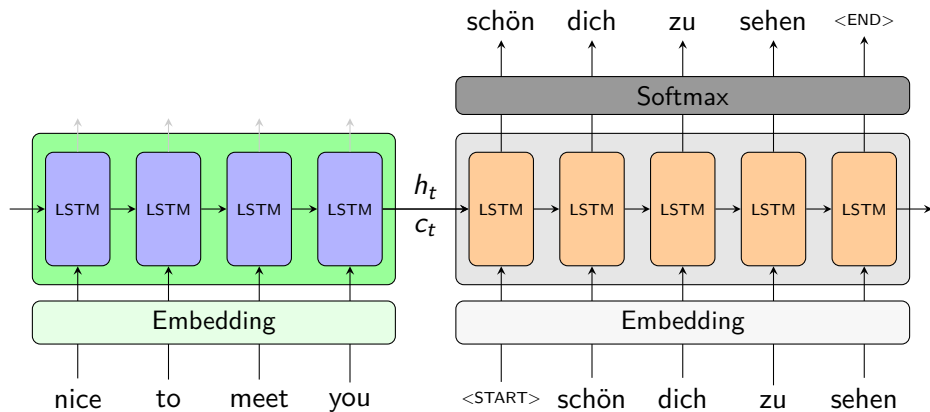 schön dich zu sehen <END>
Softmax
LSTM LSTM LSTM LSTM
h_t
c_t
LSTM LSTM LSTM LSTM LSTM
Embedding
Embedding
nice to meet you
<START> schön dich zu sehen